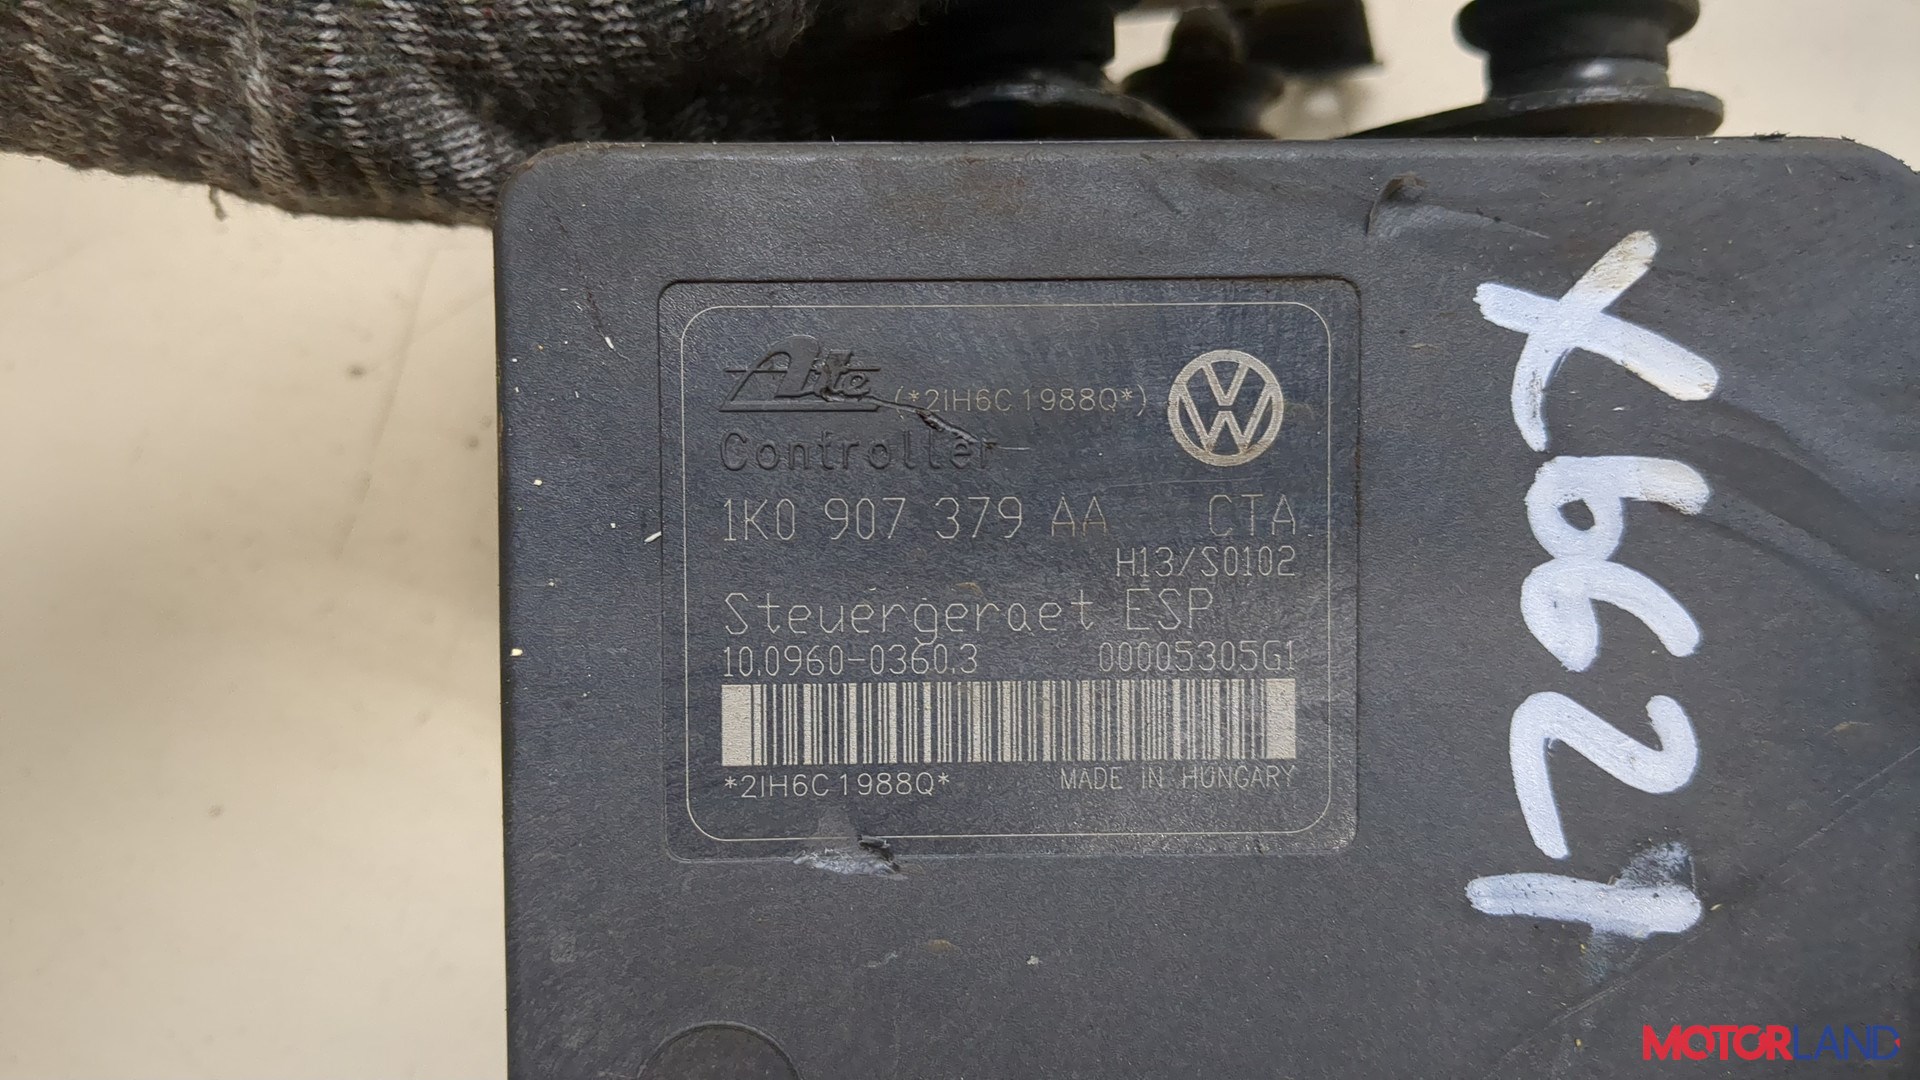 Ate (*2IH6C1988Q*)
Controller
1K0 907 379 AA CTA
H13/S0102
Steuergeraet ESP
10.0960-0360.3 00005305G1
*2IH6C1988Q* MADE IN HUNGARY
MOTORLAND